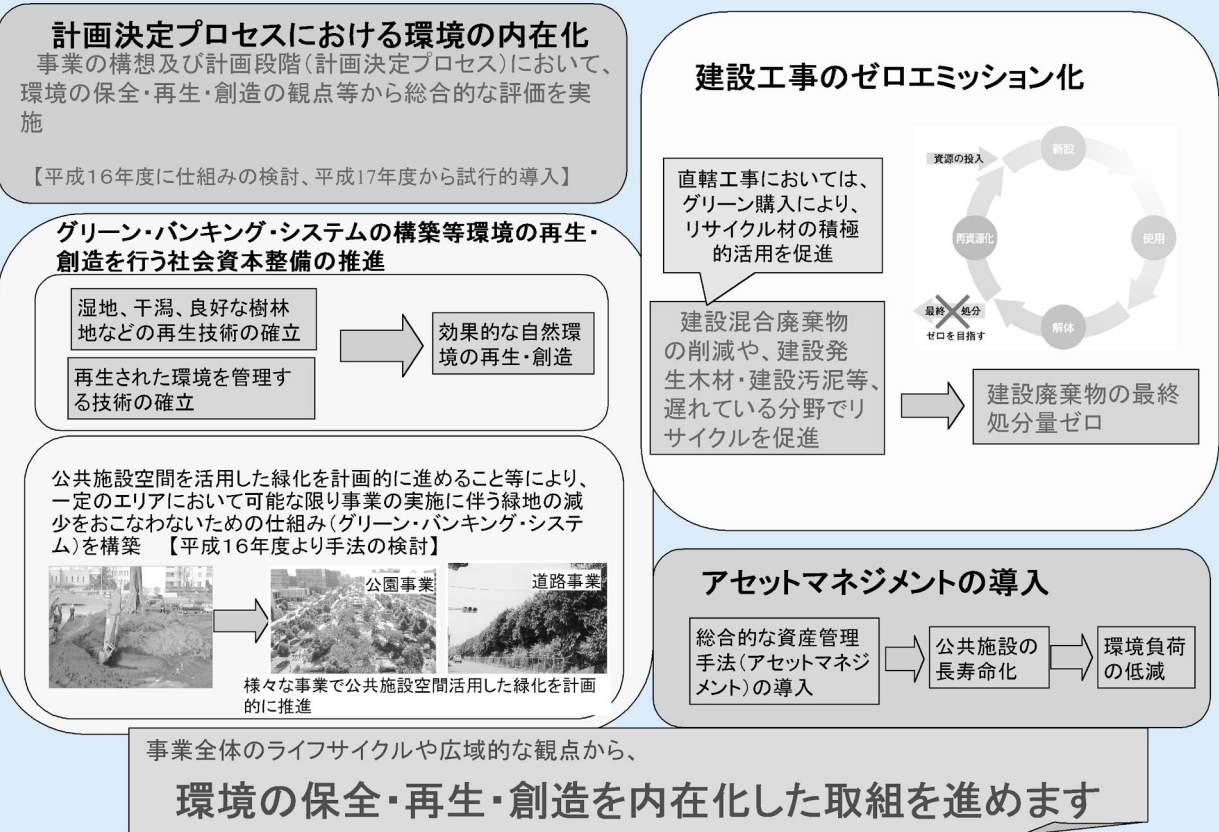 計画決定プロセスにおける環境の内在化
事業の構想及び計画段階(計画決定プロセス)において、
環境の保全・再生・創造の観点等から総合的な評価を実
施
【平成16年度に仕組みの検討、平成17年度から試行的導入】
グリーン・バンキング・システムの構築等環境の再生・
創造を行う社会資本整備の推進
湿地、干潟、良好な樹林
地などの再生技術の確立
再生された環境を管理す
る技術の確立
効果的な自然環
境の再生・創造
公共施設空間を活用した緑化を計画的に進めること等により、
一定のエリアにおいて可能な限り事業の実施に伴う緑地の減
少をおこなわないための仕組み(グリーン・バンキング・システ
ム)を構築 【平成16年度より手法の検討】
公園事業
道路事業
様々な事業で公共施設空間活用した緑化を計画
的に推進
建設工事のゼロエミッション化
直轄工事においては、
グリーン購入により、
リサイクル材の積極
的活用を促進
建設混合廃棄物
の削減や、建設発
生木材・建設汚泥等、
遅れている分野でリ
サイクルを促進
建設廃棄物の最終
処分量ゼロ
資源の投入
新設
使用
解体
再資源化
最終 処分
ゼロを目指す
アセットマネジメントの導入
総合的な資産管理
手法(アセットマネジ
メント)の導入
公共施設の
長寿命化
環境負荷
の低減
事業全体のライフサイクルや広域的な観点から、
環境の保全・再生・創造を内在化した取組を進めます